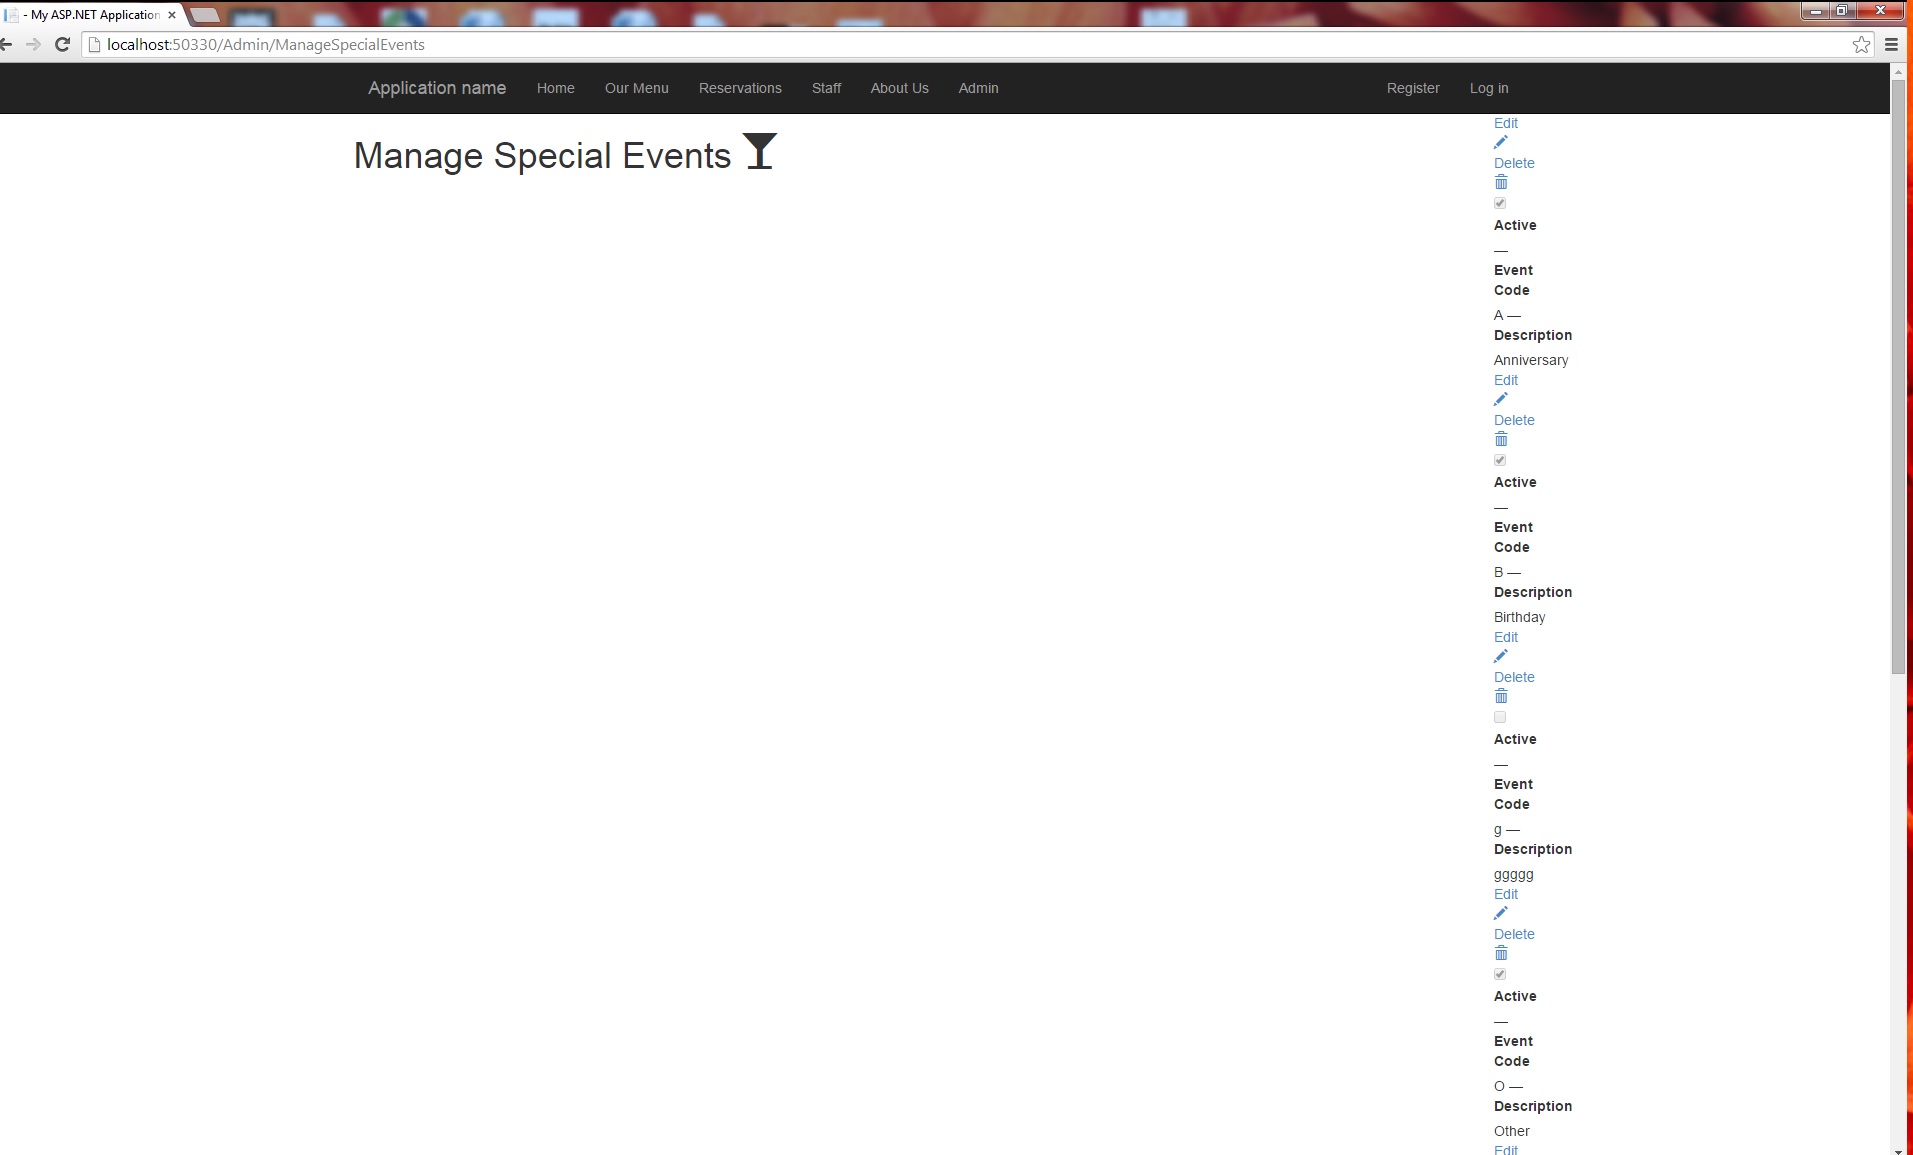 - My ASP.NET Application
localhost:50330/Admin/ManageSpecialEvents
Application name Home Our Menu Reservations Staff About Us Admin Register Log in
Manage Special Events
Edit
Delete
Active
—
Event
Code
A —
Description
Anniversary
Edit
Delete
Active
—
Event
Code
B —
Description
Birthday
Edit
Delete
Active
—
Event
Code
g —
Description
ggggg
Edit
Delete
Active
—
Event
Code
O —
Description
Other
Edit